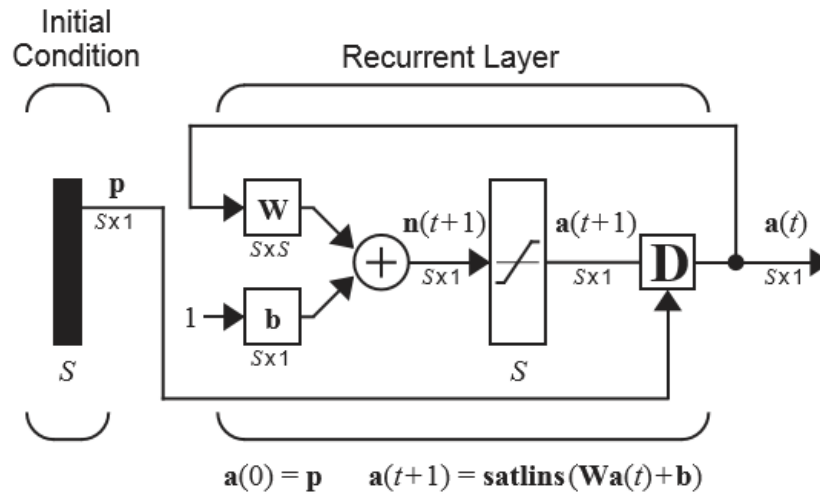 Initial
Condition
Recurrent Layer
p
Sx1
W
SxS
n(t+1)
Sx1
a(t+1)
Sx1
D
a(t)
Sx1
+
1
b
Sx1
S
S
a(0) = p a(t+1) = satlins(Wa(t)+b)